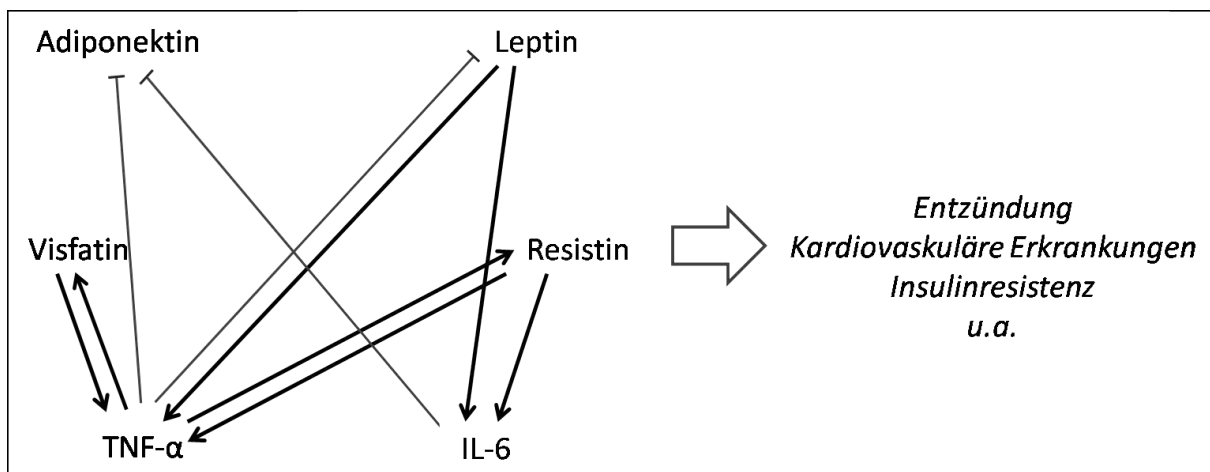 Adiponektin
Leptin
Visfatin
Resistin
TNF-α
IL-6
Entzündung
Kardiovaskuläre Erkrankungen
Insulinresistenz
u.a.